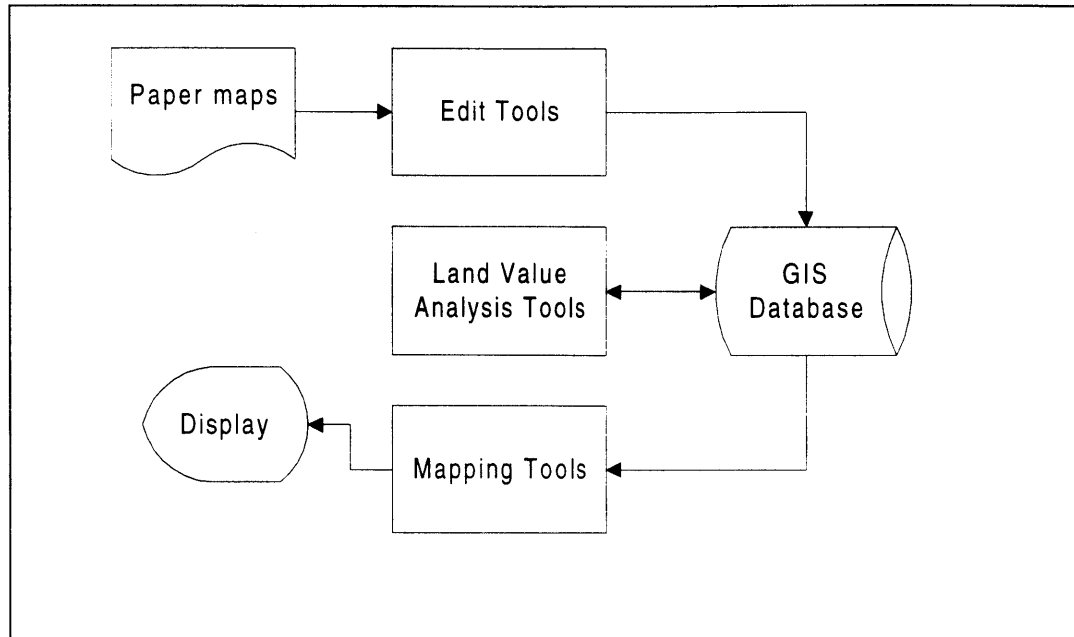 Paper maps
Edit Tools
Land Value
Analysis Tools
GIS
Database
Display
Mapping Tools